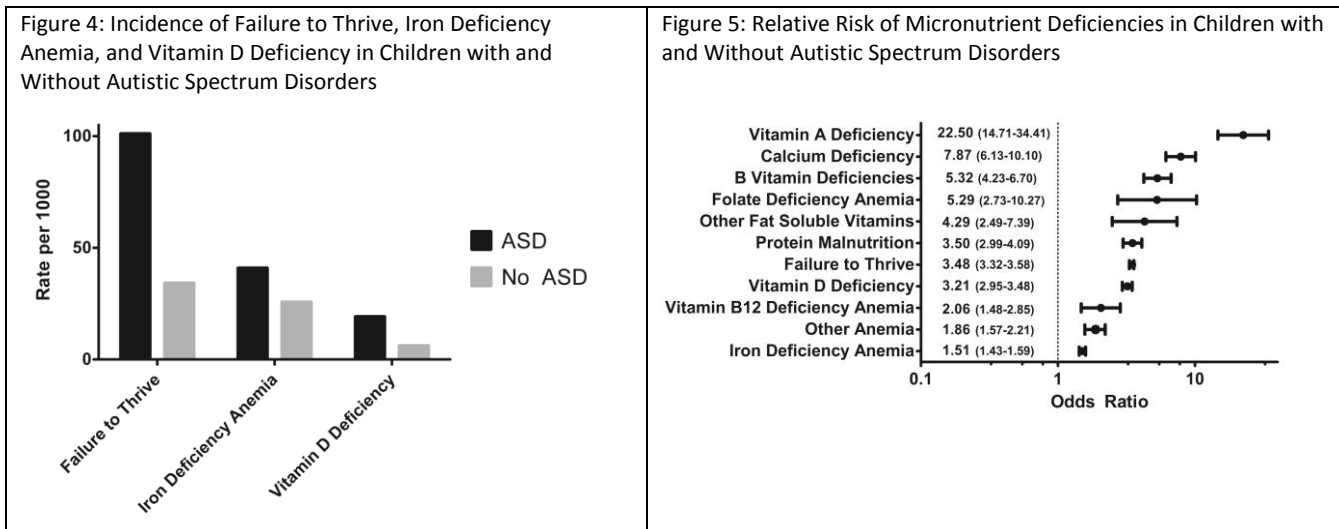 Figure 4: Incidence of Failure to Thrive, Iron Deficiency
Anemia, and Vitamin D Deficiency in Children with and
Without Autistic Spectrum Disorders
100
50
0
Rate per 1000
ASD
No ASD
Failure to Thrive
Iron Deficiency Anemia
Vitamin D Deficiency
Figure 5: Relative Risk of Micronutrient Deficiencies in Children with
and Without Autistic Spectrum Disorders
Vitamin A Deficiency 22.50 (14.71-34.41)
Calcium Deficiency 7.87 (6.13-10.10)
B Vitamin Deficiencies 5.32 (4.23-6.70)
Folate Deficiency Anemia 5.29 (2.73-10.27)
Other Fat Soluble Vitamins 4.29 (2.49-7.39)
Protein Malnutrition 3.50 (2.99-4.09)
Failure to Thrive 3.48 (3.32-3.58)
Vitamin D Deficiency 3.21 (2.95-3.48)
Vitamin B12 Deficiency Anemia 2.06 (1.48-2.85)
Other Anemia 1.86 (1.57-2.21)
Iron Deficiency Anemia 1.51 (1.43-1.59)
0.1 1 10
Odds Ratio